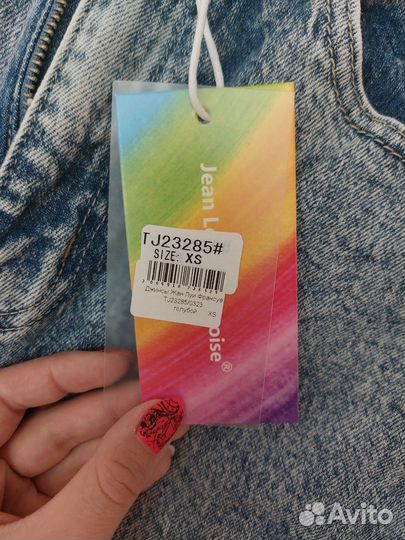 Jean L
oise®
TJ23285#
SIZE: XS
Джинсы Жан Луи Франсуа
TJ23285/0323
голубой XS
Avito